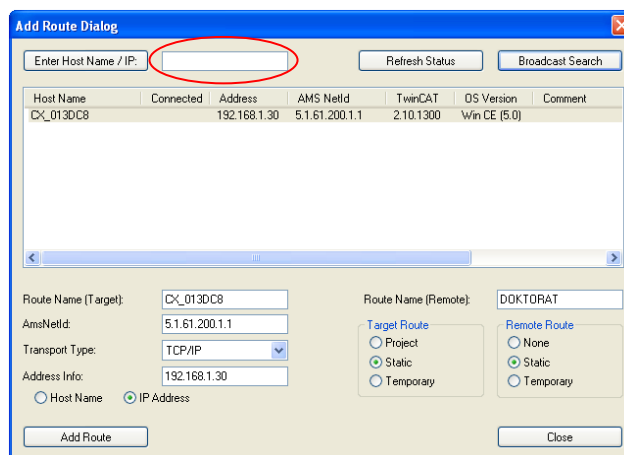 Add Route Dialog
Enter Host Name / IP: Refresh Status Broadcast Search
Host Name Connected Address AMS NetId TwinCAT OS Version Comment
CX_013DC8 192.168.1.30 5.1.61.200.1.1 2.10.1300 Win CE (5.0)
Route Name (Target): CX_013DC8 Route Name (Remote): DOKTORAT
AmsNetId: 5.1.61.200.1.1 Target Route Remote Route
Project None
Transport Type: TCP/IP Static Static
Address Info: 192.168.1.30 Temporary Temporary
Host Name IP Address
Add Route Close